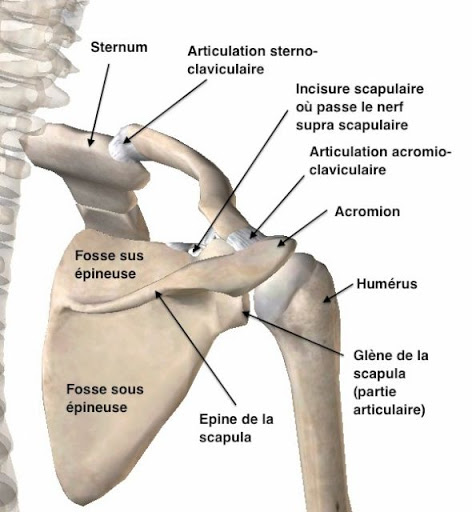 Sternum
Articulation sterno-
claviculaire
Incisure scapulaire
où passe le nerf
supra scapulaire
Articulation acromio-
claviculaire
Acromion
Fosse sus
épineuse
Humérus
Glène de la
scapula
(partie
articulaire)
Fosse sous
épineuse
Epine de la
scapula